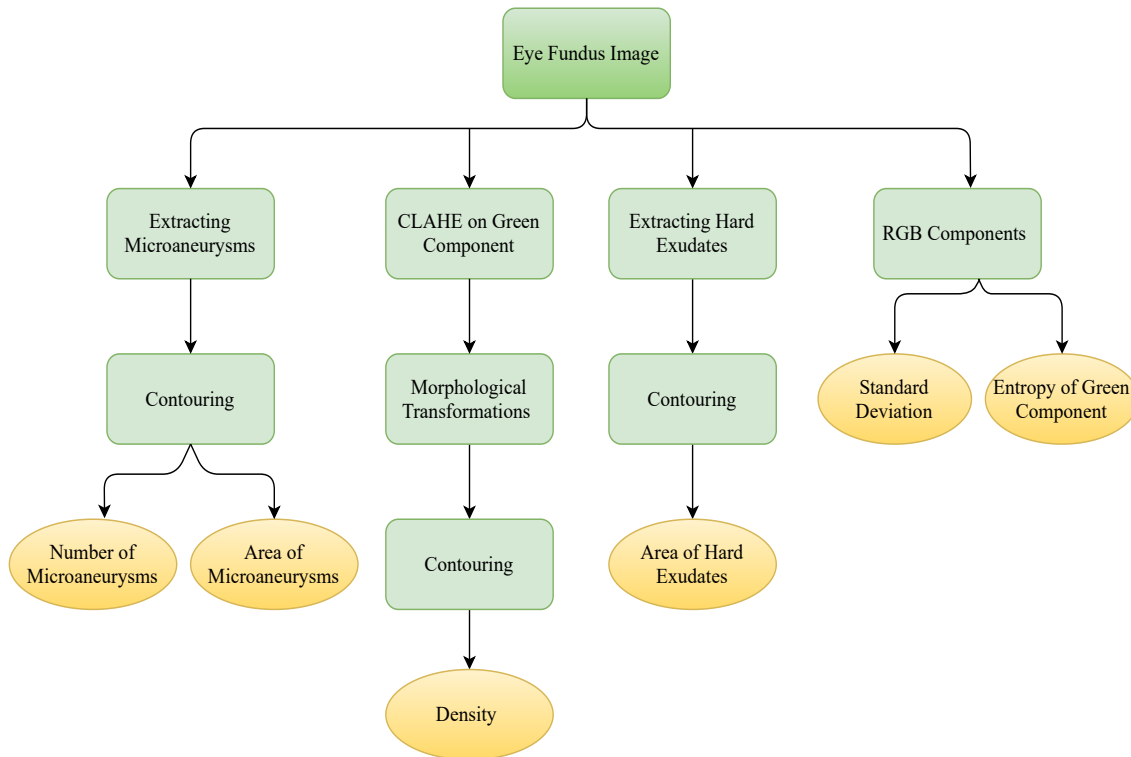 Eye Fundus Image
Extracting
Microaneurysms
CLAHE on Green
Component
Extracting Hard
Exudates
RGB Components
Contouring
Morphological
Transformations
Contouring
Standard
Deviation
Entropy of Green
Component
Number of
Microaneurysms
Area of
Microaneurysms
Contouring
Area of Hard
Exudates
Density